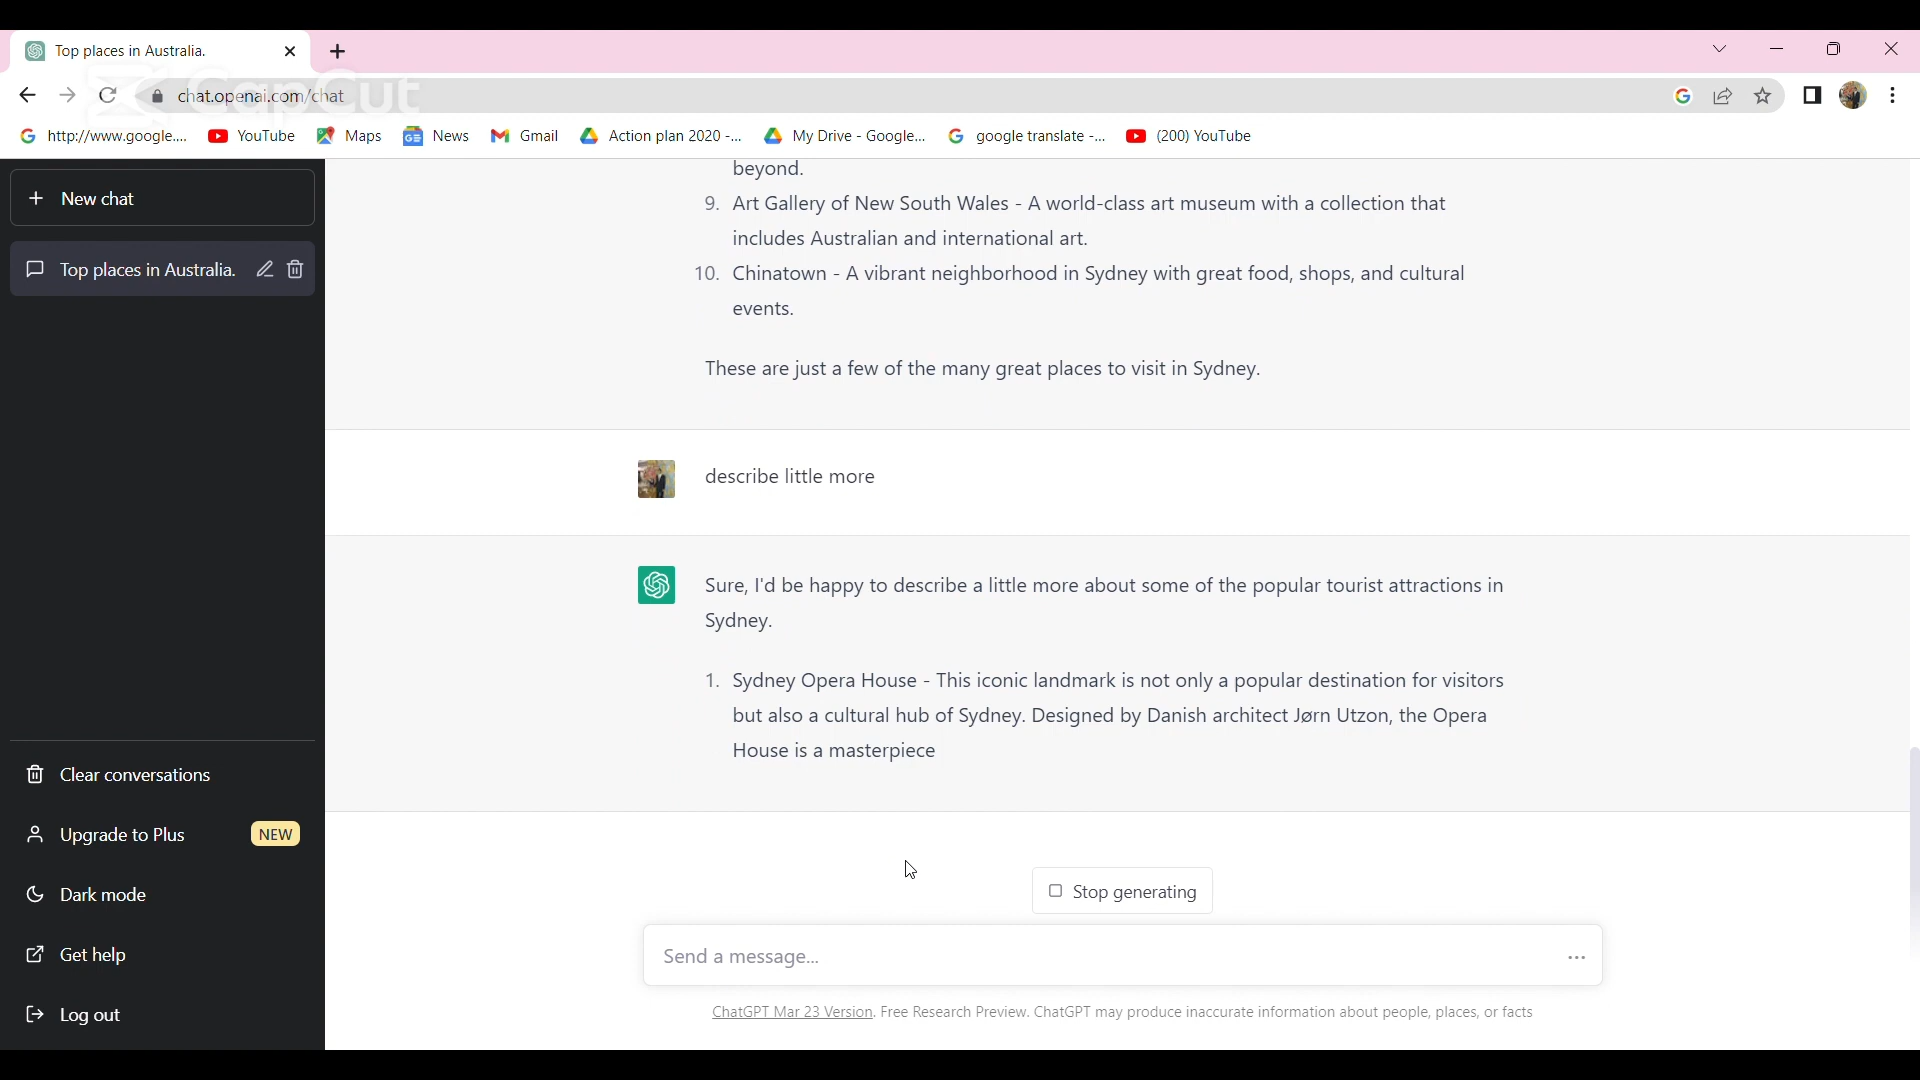 Top places in Australia.
CapCut
chat.openai.com/chat
http://www.google.... YouTube Maps News Gmail Action plan 2020 -... My Drive - Google... google translate -... (200) YouTube
New chat
Top places in Australia.
Clear conversations
Upgrade to Plus NEW
Dark mode
Get help
Log out
beyond.
9. Art Gallery of New South Wales - A world-class art museum with a collection that
includes Australian and international art.
10. Chinatown - A vibrant neighborhood in Sydney with great food, shops, and cultural
events.
These are just a few of the many great places to visit in Sydney.
describe little more
Sure, I'd be happy to describe a little more about some of the popular tourist attractions in
Sydney.
1. Sydney Opera House - This iconic landmark is not only a popular destination for visitors
but also a cultural hub of Sydney. Designed by Danish architect Jørn Utzon, the Opera
House is a masterpiece
Stop generating
Send a message...
ChatGPT Mar 23 Version. Free Research Preview. ChatGPT may produce inaccurate information about people, places, or facts